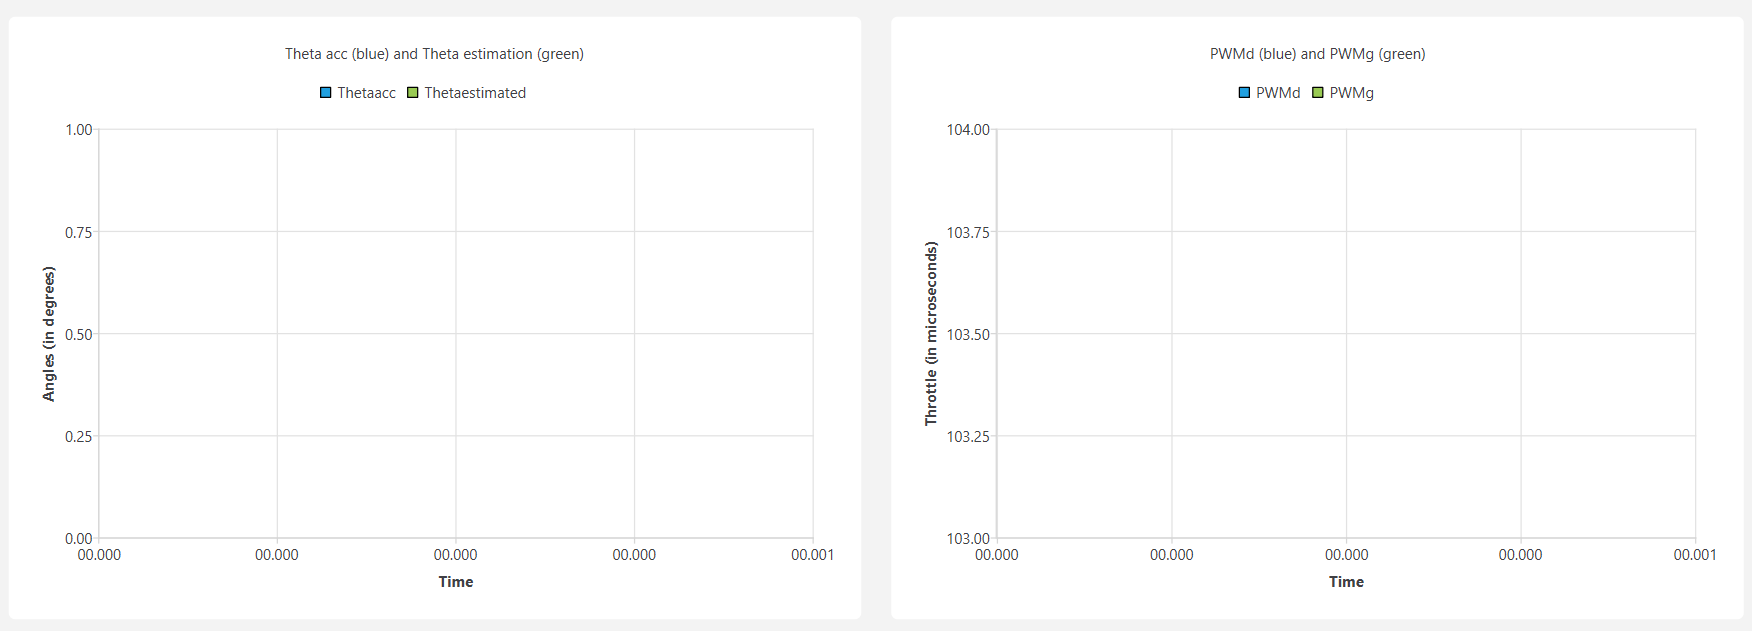 Theta acc (blue) and Theta estimation (green)
Thetaacc Thetaestimated
1.00
0.75
0.50
0.25
0.00
Angles (in degrees)
00.000 00.000 00.000 00.000 00.001
Time
PWMd (blue) and PWMg (green)
PWMd PWMg
104.00
103.75
103.50
103.25
103.00
Throttle (in microseconds)
00.000 00.000 00.000 00.000 00.001
Time